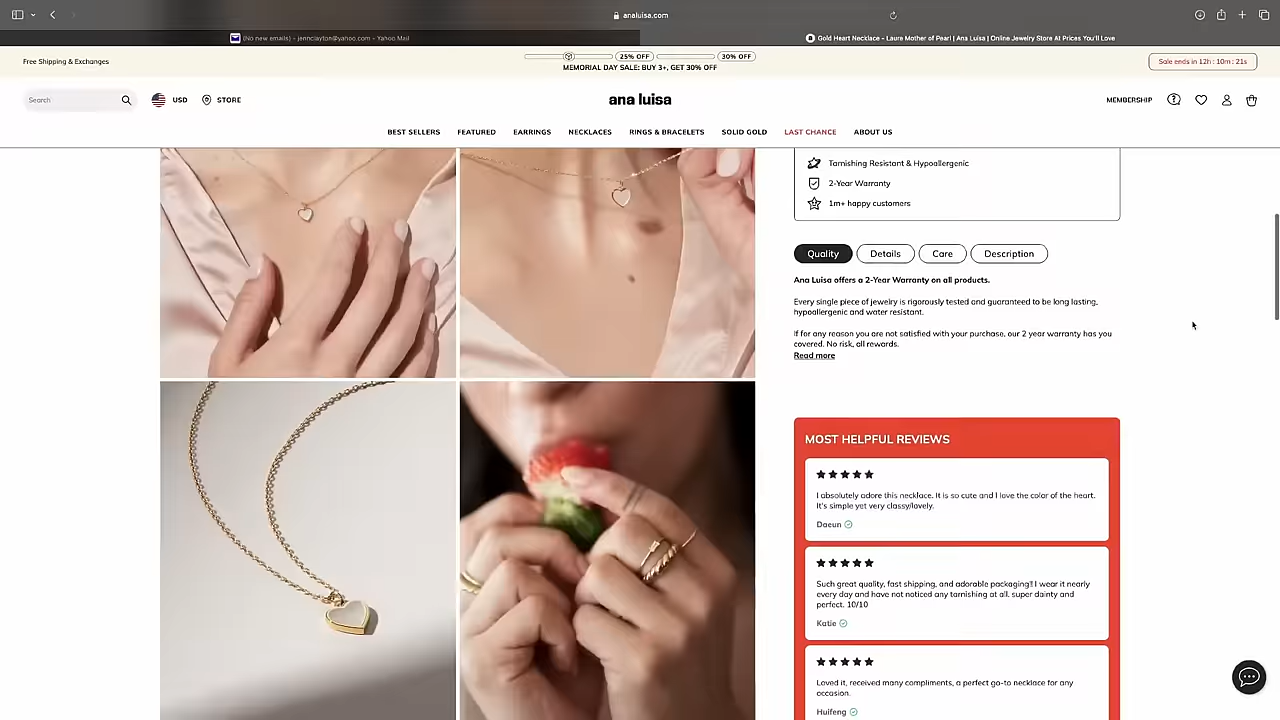 analuisa.com
(No new emails) - jennclayton@yahoo.com - Yahoo Mail
Gold Heart Necklace - Laura Mother of Pearl | Ana Luisa | Online Jewelry Store At Prices You'll Love
Free Shipping & Exchanges
25% OFF
30% OFF
MEMORIAL DAY SALE: BUY 3+, GET 30% OFF
Sale ends in 12h : 10m : 21s
Search
USD
STORE
ana luisa
MEMBERSHIP
BEST SELLERS
FEATURED
EARRINGS
NECKLACES
RINGS & BRACELETS
SOLID GOLD
LAST CHANCE
ABOUT US
Tarnishing Resistant & Hypoallergenic
2-Year Warranty
1m+ happy customers
Quality
Details
Care
Description
Ana Luisa offers a 2-Year Warranty on all products.
Every single piece of jewelry is rigorously tested and guaranteed to be long lasting,
hypoallergenic and water resistant.
If for any reason you are not satisfied with your purchase, our 2 year warranty has you
covered. No risk, all rewards.
Read more
MOST HELPFUL REVIEWS
I absolutely adore this necklace. It is so cute and I love the color of the heart.
It's simple yet very classy/lovely.
Daeun
Such great quality, fast shipping, and adorable packaging!! I wear it nearly
every day and have not noticed any tarnishing at all. super dainty and
perfect. 10/10
Katie
Loved it, received many compliments, a perfect go-to necklace for any
occasion.
Huifeng